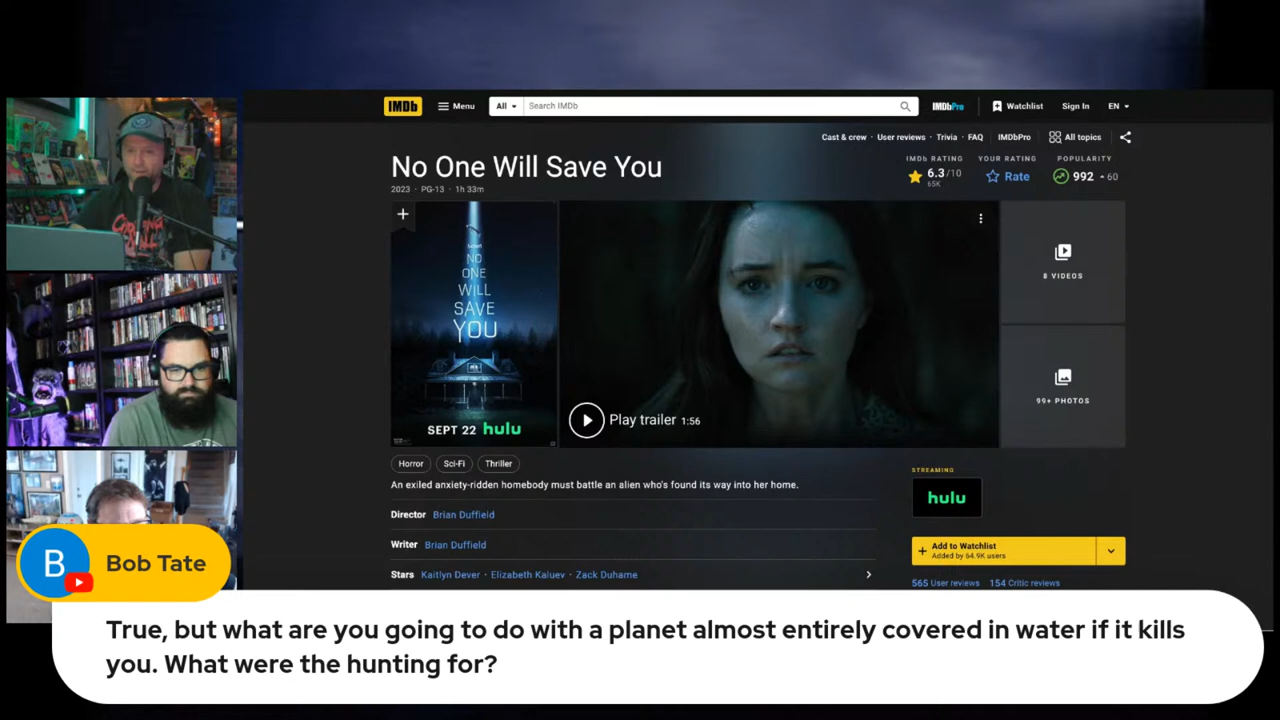 IMDb
Menu
All
Search IMDb
IMDbPro
Watchlist
Sign In
EN
Cast & crew · User reviews · Trivia · FAQ
IMDbPro
All topics
No One Will Save You
2023 · PG-13 · 1h 33m
IMDb RATING
6.3/10
65K
YOUR RATING
Rate
POPULARITY
992
60
NO
ONE
WILL
SAVE
YOU
SEPT 22 hulu
Play trailer 1:56
8 VIDEOS
99+ PHOTOS
Horror
Sci-Fi
Thriller
An exiled anxiety-ridden homebody must battle an alien who's found its way into her home.
Director Brian Duffield
Writer Brian Duffield
Stars Kaitlyn Dever · Elizabeth Kaluev · Zack Duhame
STREAMING
hulu
Add to Watchlist
Added by 64.9K users
565 User reviews
154 Critic reviews
B
Bob Tate
True, but what are you going to do with a planet almost entirely covered in water if it kills
you. What were the hunting for?